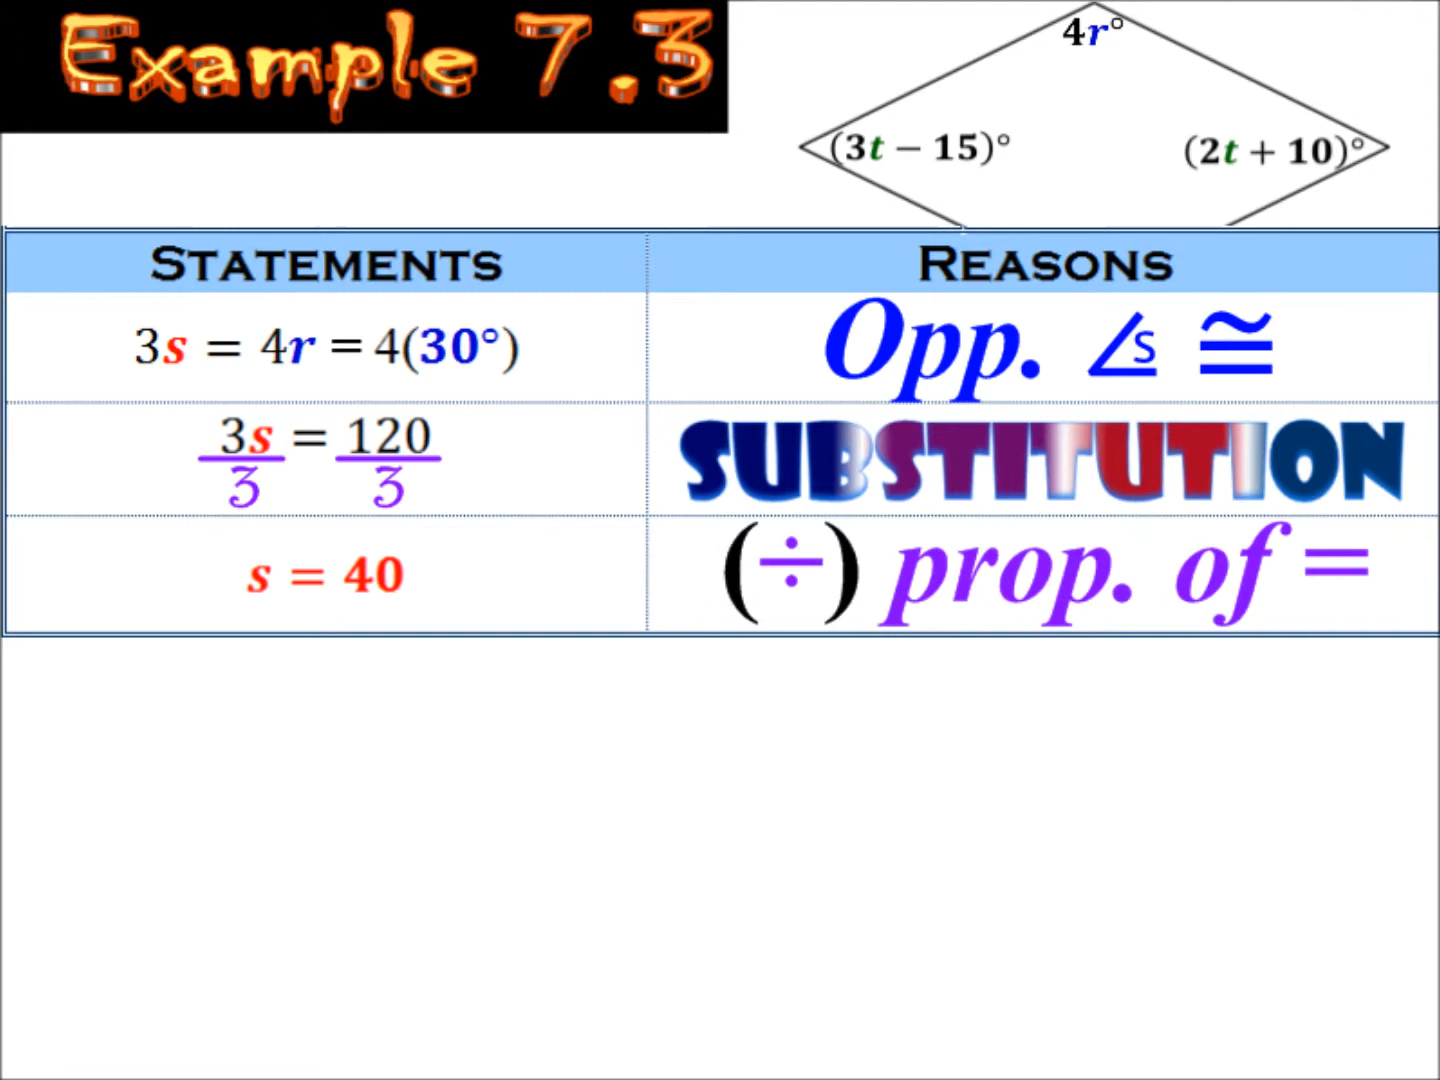 Example 7.3
4r°
(3t − 15)°
(2t + 10)°
STATEMENTS
REASONS
3s = 4r = 4(30°)
Opp. ∠s ≅
3s = 120
3 3
SUBSTITUTION
s = 40
(÷) prop. of =